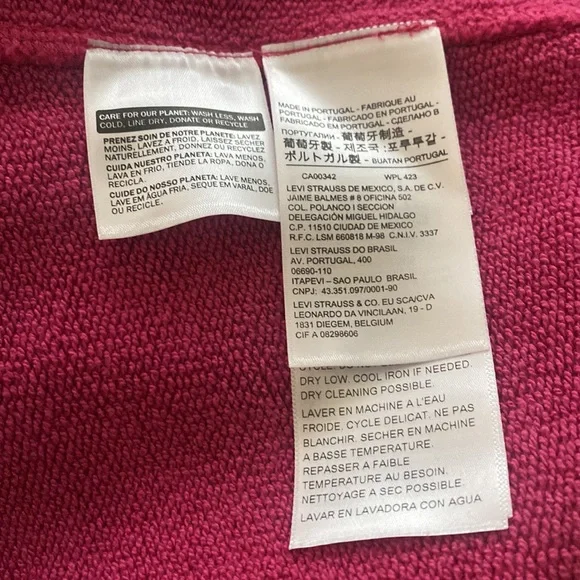 CARE FOR OUR PLANET: WASH LESS, WASH
COLD, LINE DRY, DONATE OR RECYCLE
PRENEZ SOIN DE NOTRE PLANETE: LAVEZ
MOINS, LAVEZ A FROID, LAISSEZ SECHER
NATURELLEMENT, DONNEZ OU RECYCLEZ
CUIDA NUESTRO PLANETA: LAVA MENOS,
LAVA EN FRIO, TIENDE LA ROPA, DONA O
RECICLA.
CUIDE DO NOSSO PLANETA: LAVE MENOS,
LAVE EM ÁGUA FRIA, SEQUE EM VARAL, DOE
OU RECICLE.
MADE IN PORTUGAL - FABRIQUE AU
PORTUGAL - FABRICADO EN PORTUGAL -
FABRICADO EM PORTUGAL - СДЕЛАНО В
ПОРТУГАЛИИ - 葡萄牙制造 -
葡萄牙製 - 제조국 : 포루투갈 -
ポルトガル製 - BUATAN PORTUGAL
CA00342 WPL 423
LEVI STRAUSS DE MEXICO, S.A. DE C.V.
JAIME BALMES # 8 OFICINA 502
COL. POLANCO I SECCION
DELEGACIÓN MIGUEL HIDALGO
C.P. 11510 CIUDAD DE MEXICO
R.F.C. LSM 660818 M-98 C.N.I.V. 3337
LEVI STRAUSS DO BRASIL
AV. PORTUGAL, 400
06690-110
ITAPEVI – SAO PAULO BRASIL
CNPJ: 43.351.097/0001-90
LEVI STRAUSS & CO. EU SCA/CVA
LEONARDO DA VINCILAAN, 19 - D
1831 DIEGEM, BELGIUM
CIF A 08298606
DRY LOW. COOL IRON IF NEEDED.
DRY CLEANING POSSIBLE.
LAVER EN MACHINE A L'EAU
FROIDE. CYCLE DELICAT. NE PAS
BLANCHIR. SECHER EN MACHINE
A BASSE TEMPERATURE.
REPASSER A FAIBLE
TEMPERATURE AU BESOIN.
NETTOYAGE A SEC POSSIBLE.
LAVAR EN LAVADORA CON AGUA